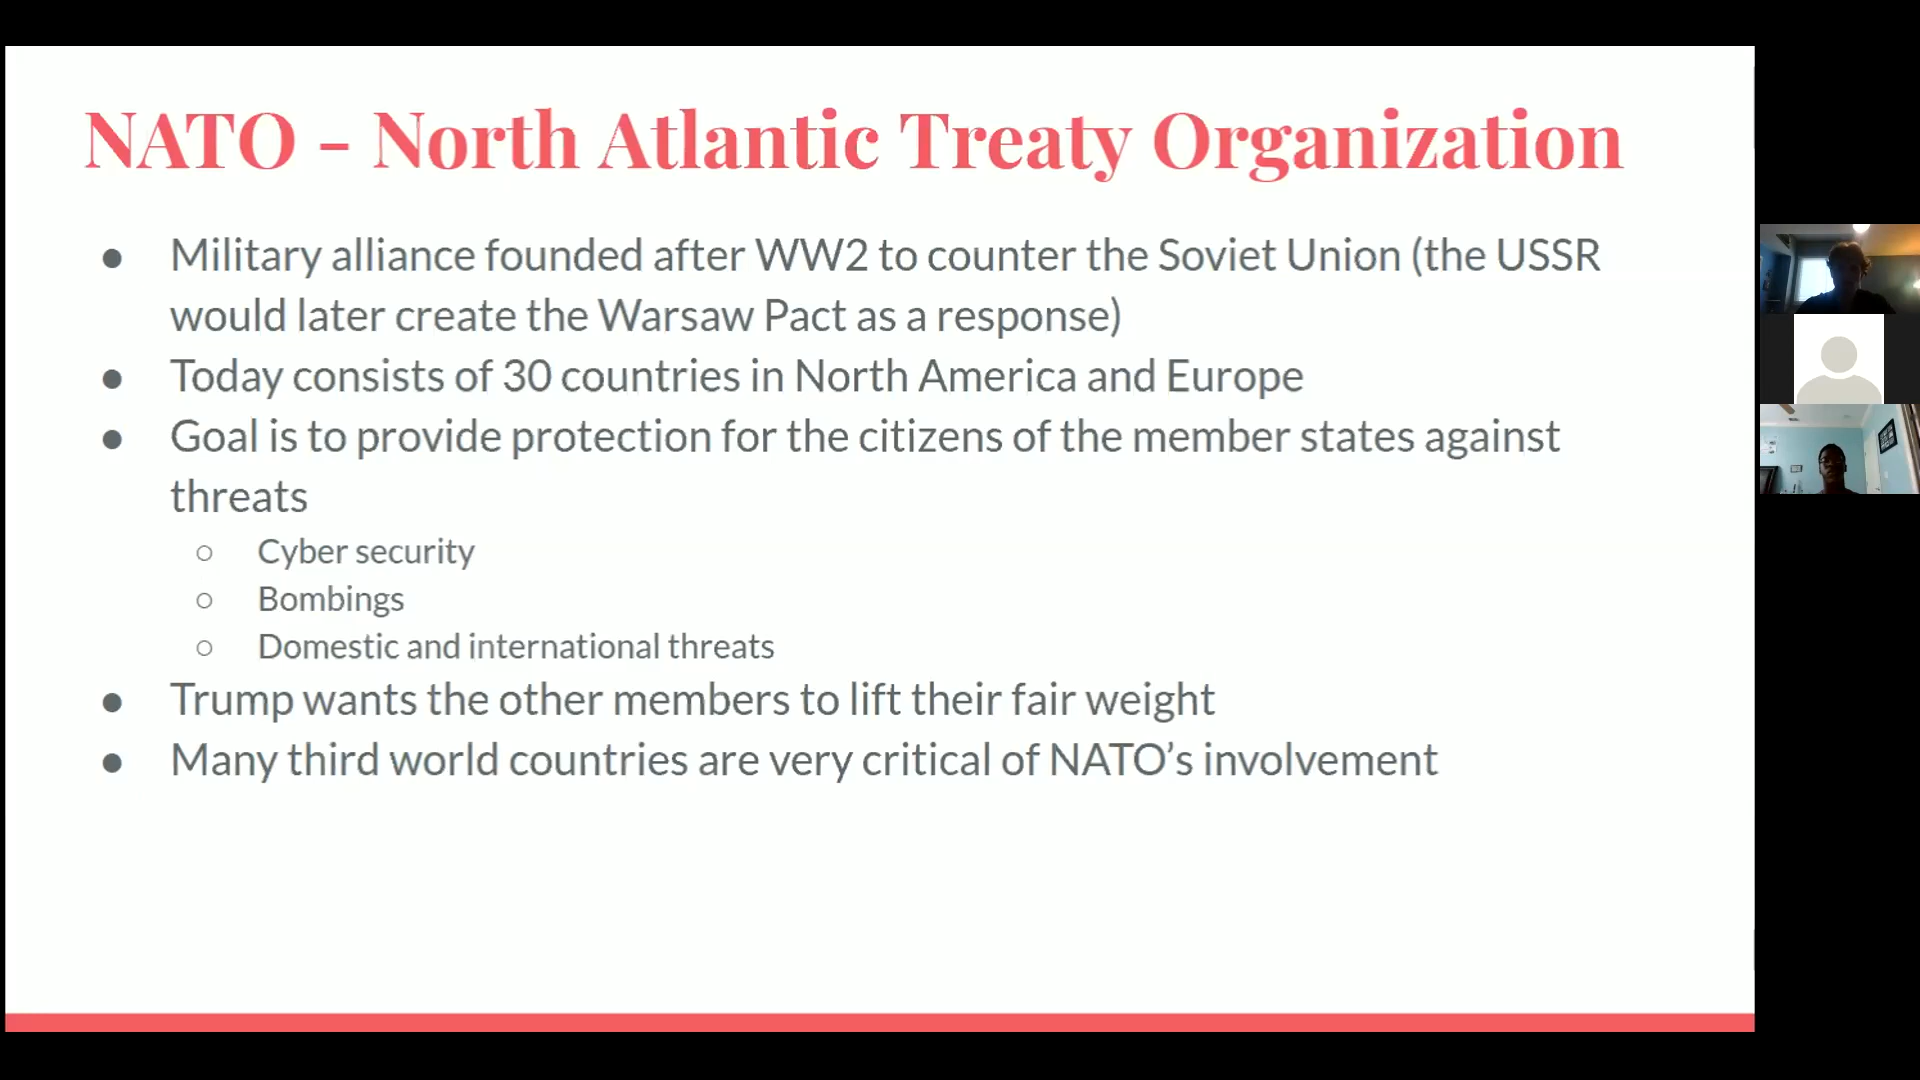 NATO – North Atlantic Treaty Organization
● Military alliance founded after WW2 to counter the Soviet Union (the USSR
would later create the Warsaw Pact as a response)
● Today consists of 30 countries in North America and Europe
● Goal is to provide protection for the citizens of the member states against
threats
○ Cyber security
○ Bombings
○ Domestic and international threats
● Trump wants the other members to lift their fair weight
● Many third world countries are very critical of NATO’s involvement